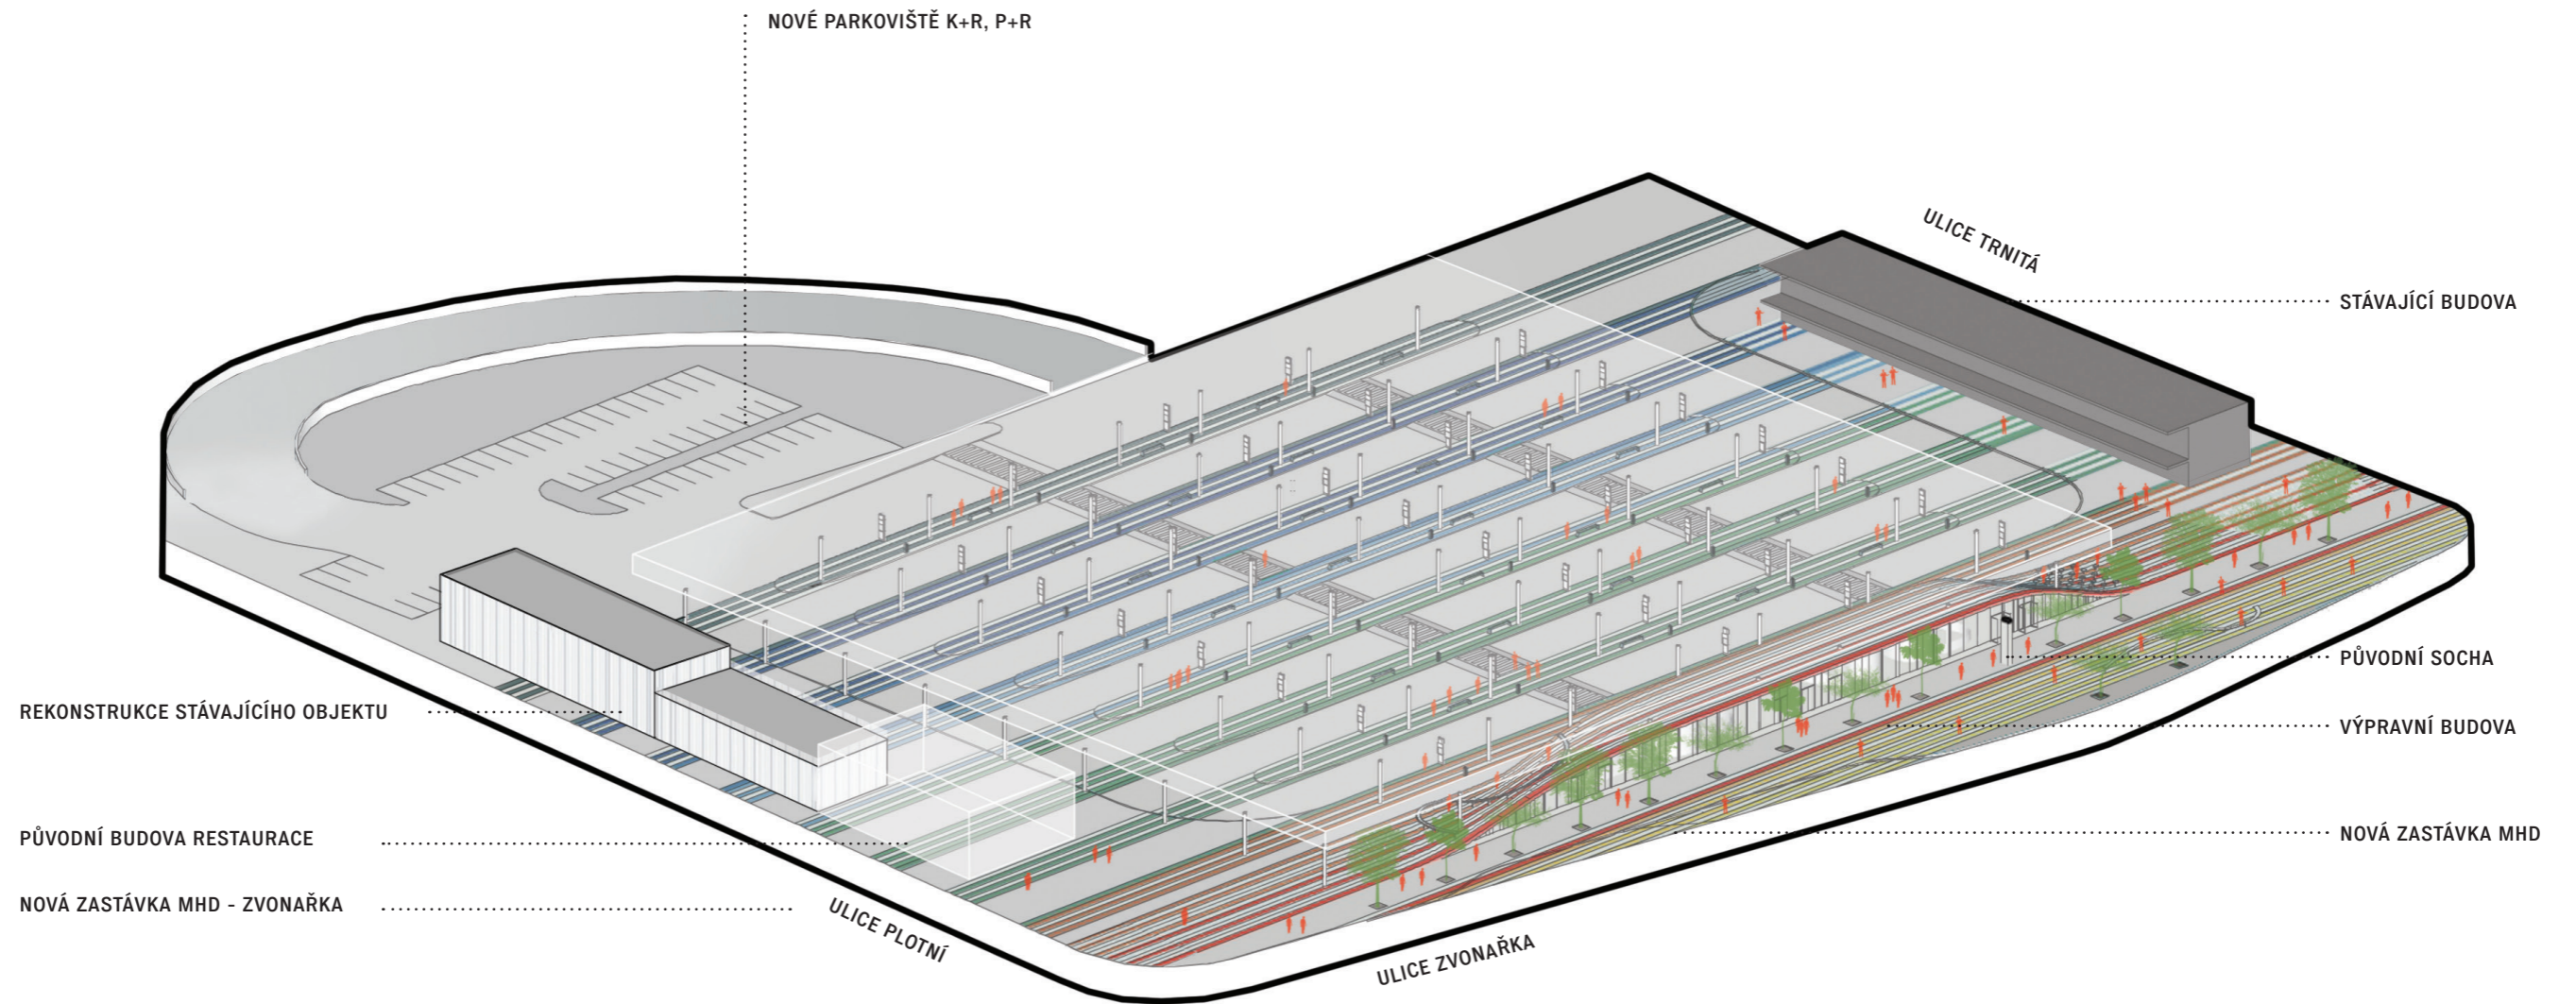 NOVÉ PARKOVIŠTĚ K+R, P+R
ULICE TRNITÁ
STÁVAJÍCÍ BUDOVA
PŮVODNÍ SOCHA
REKONSTRUKCE STÁVAJÍCÍHO OBJEKTU
VÝPRAVNÍ BUDOVA
PŮVODNÍ BUDOVA RESTAURACE
NOVÁ ZASTÁVKA MHD
NOVÁ ZASTÁVKA MHD - ZVONAŘKA
ULICE PLOTNÍ
ULICE ZVONAŘKA